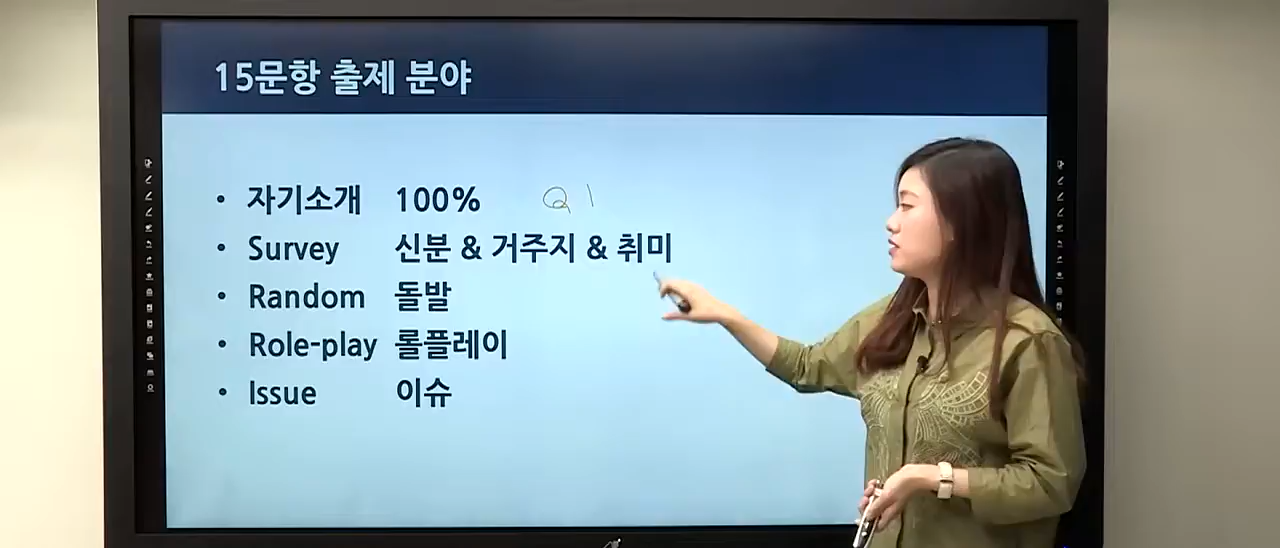 15문항 출제 분야
• 자기소개 100% Q1
• Survey 신분 & 거주지 & 취미
• Random 돌발
• Role-play 롤플레이
• Issue 이슈